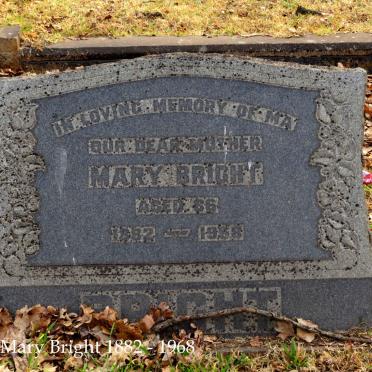 IN LOVING MEMORY OF MA
OUR DEAR MOTHER
MARY BRIGHT
AGED 86
1882 — 1968
BRIGHT
Mary Bright 1882 - 1968